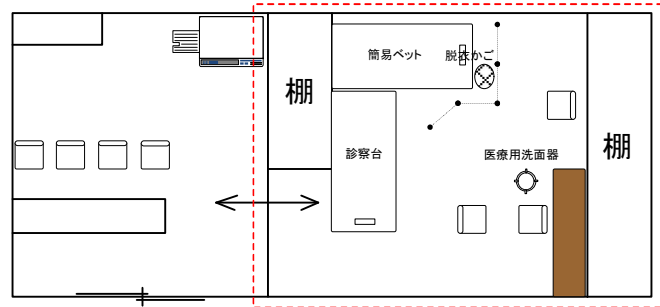 簡易ベット
脱衣かご
棚
診察台
医療用洗面器
棚